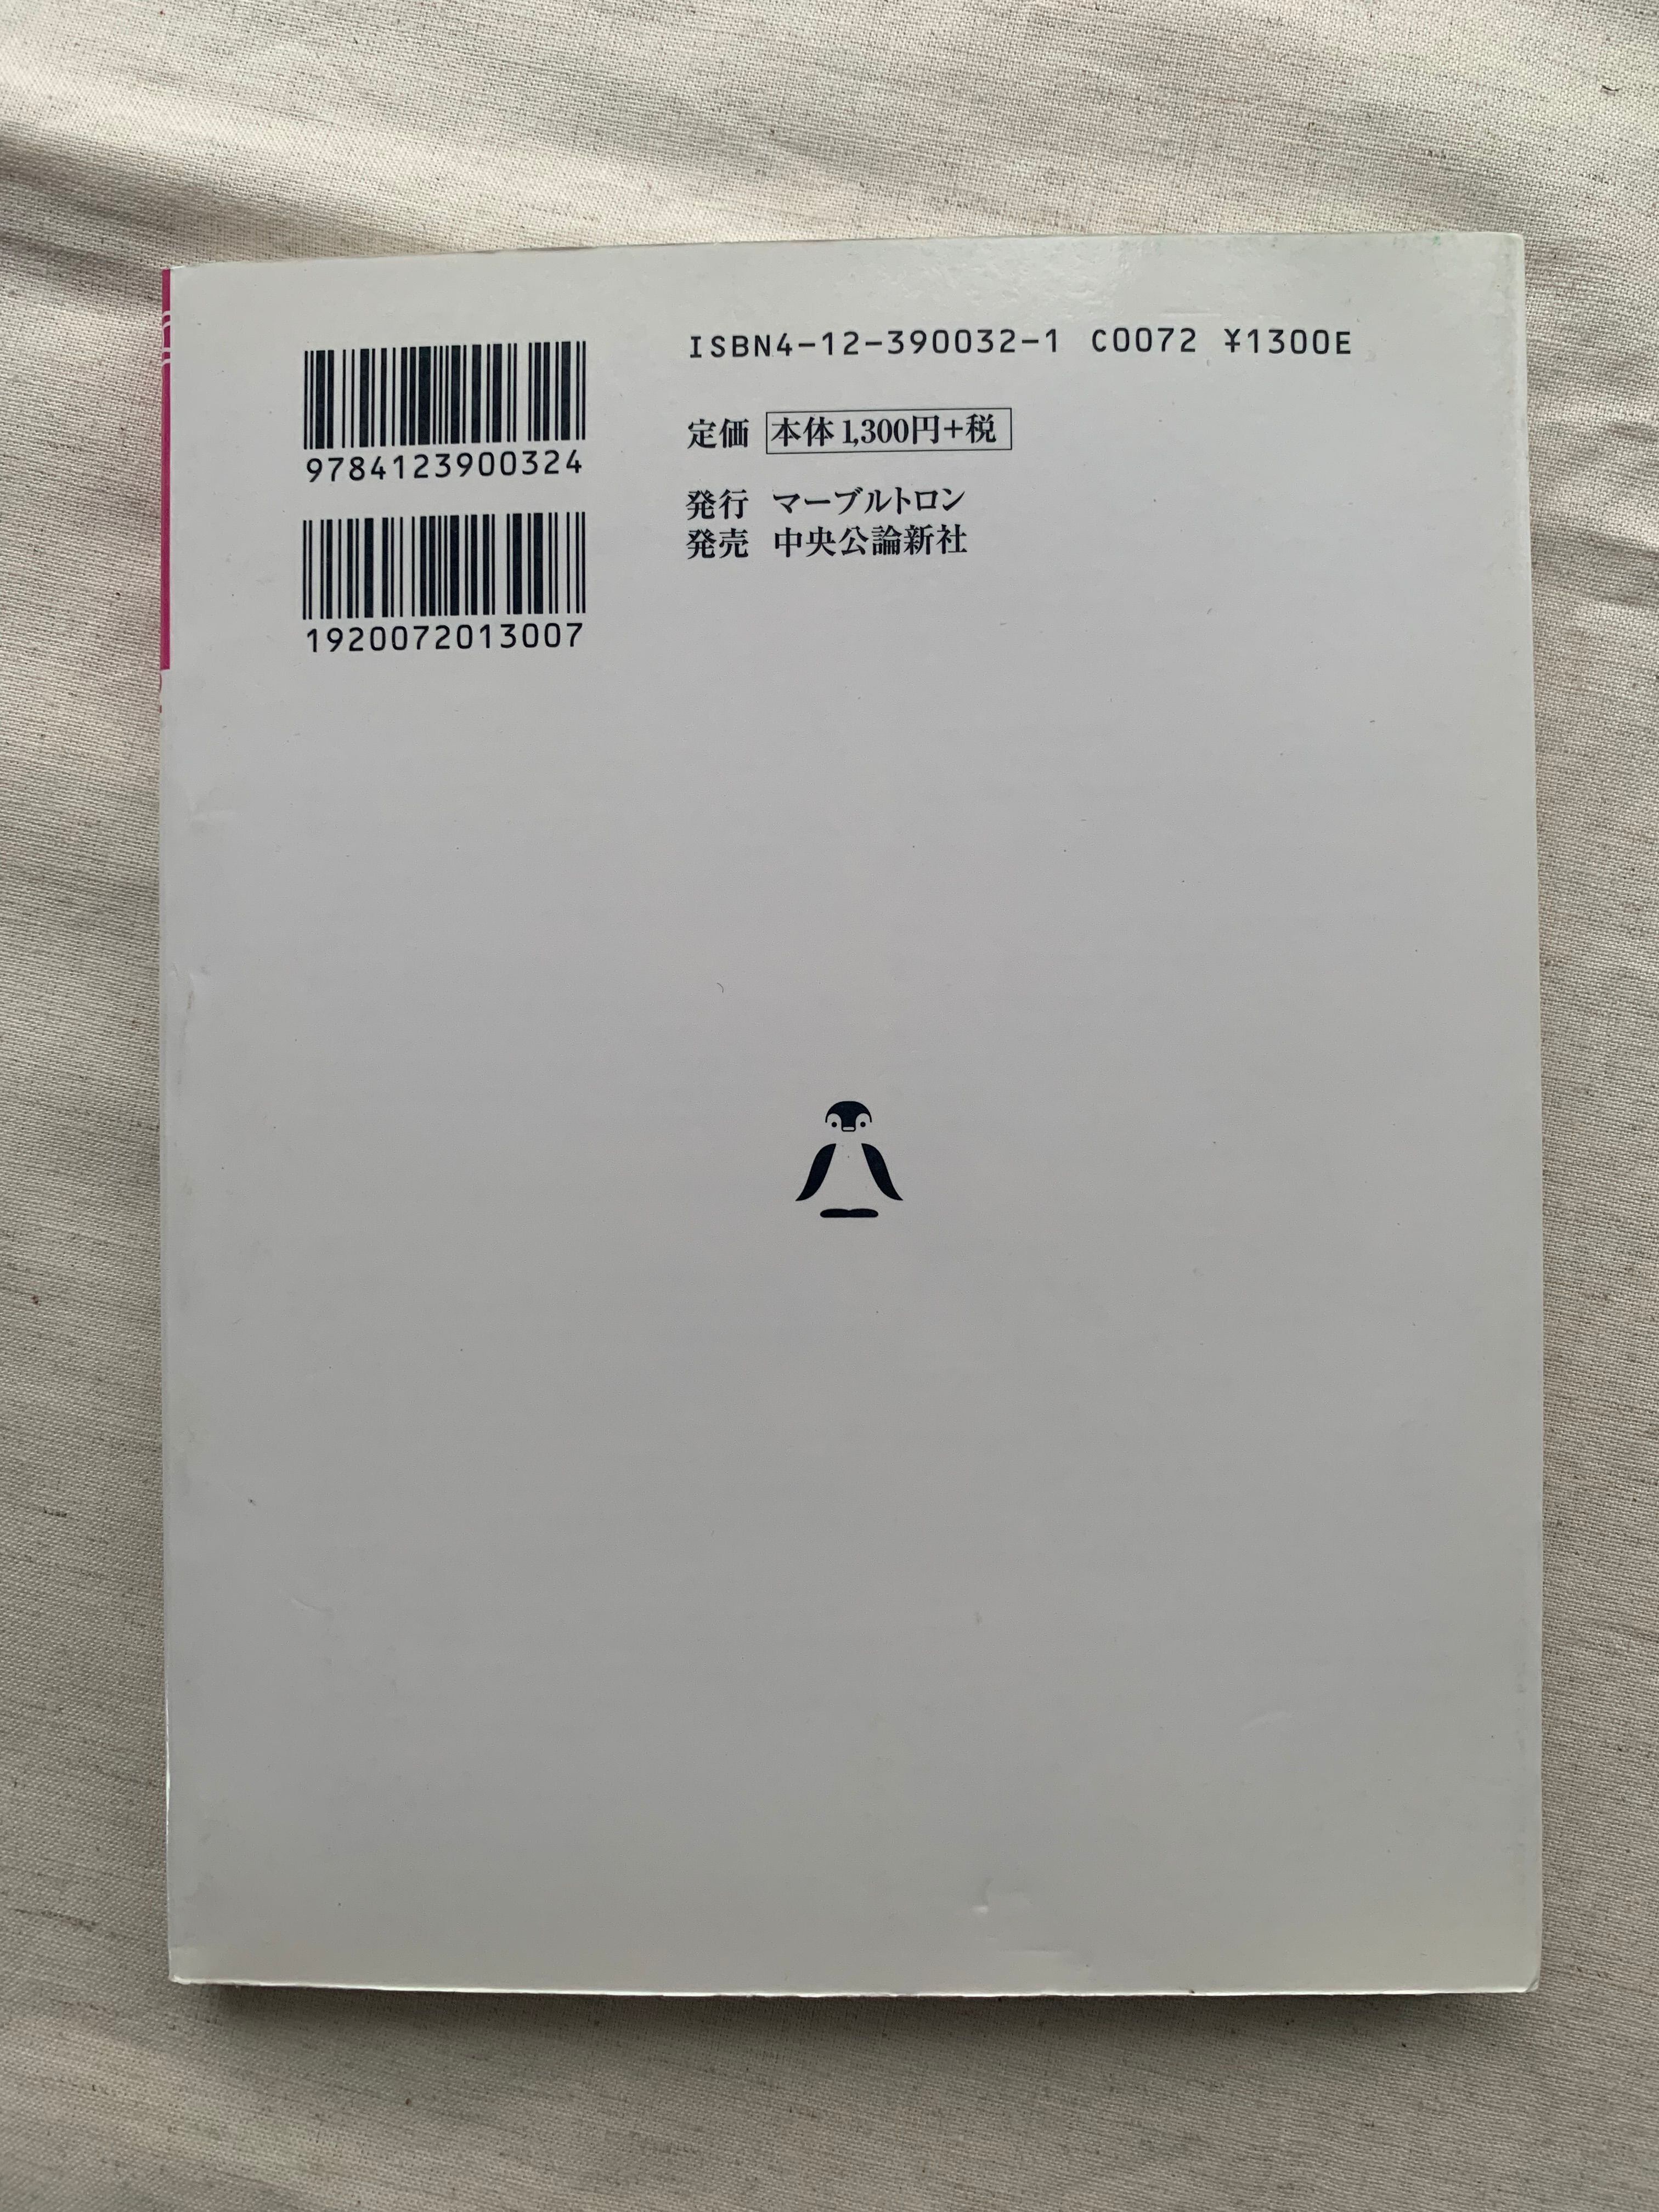 9784123900324
1920072013007
ISBN4-12-390032-1 C0072 ¥1300E
定価 本体1,300円+税
発行 マーブルトロン
発売 中央公論新社